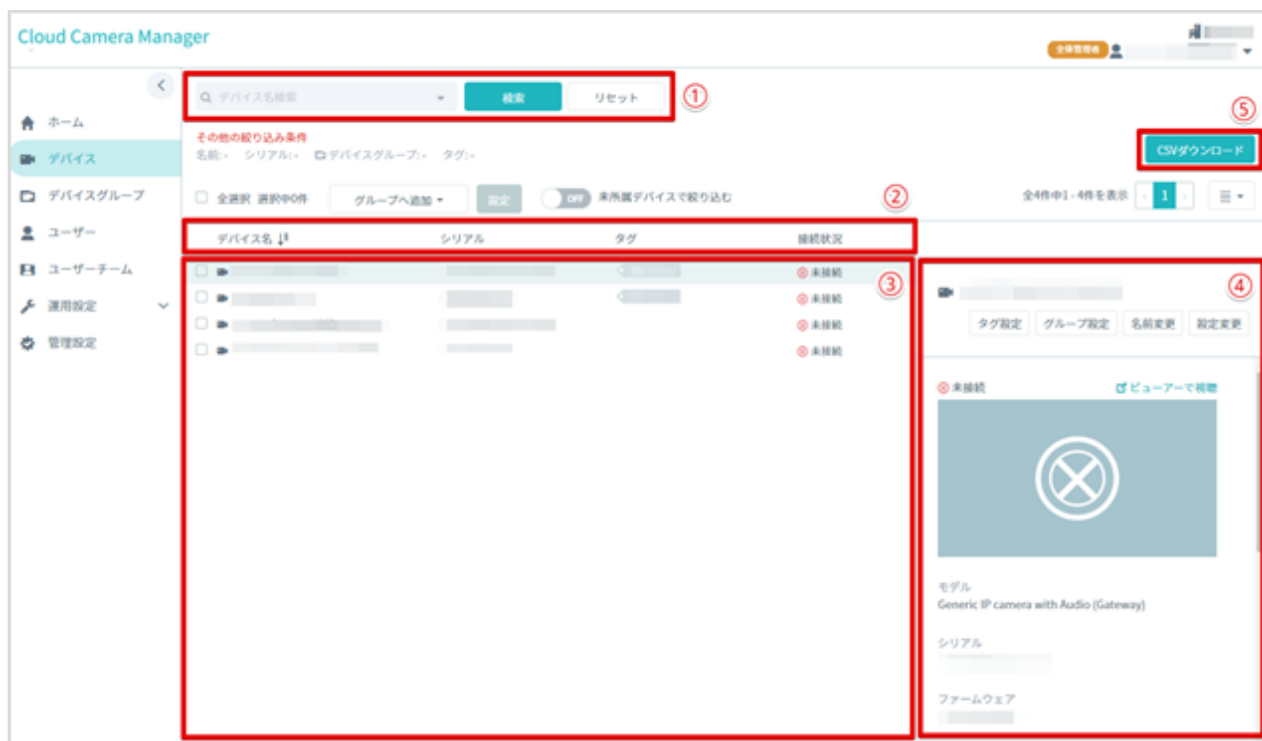 Cloud Camera Manager
全体管理者
デバイス名検索 検索 リセット ①
⑤
ホーム
その他の絞り込み条件
CSVダウンロード
デバイス
名前:- シリアル:- デバイスグループ:- タグ:-
デバイスグループ
全選択 選択中0件 グループへ追加 設定 OFF 未所属デバイスで絞り込む ② 全4件中1 - 4件を表示 1
ユーザー
デバイス名 シリアル タグ 接続状況
ユーザーチーム
未接続 ③
④
運用設定
未接続
未接続
タグ設定 グループ設定 名前変更 設定変更
管理設定
未接続
未接続 ビューアーで視聴
モデル
Generic IP camera with Audio (Gateway)
シリアル
ファームウェア